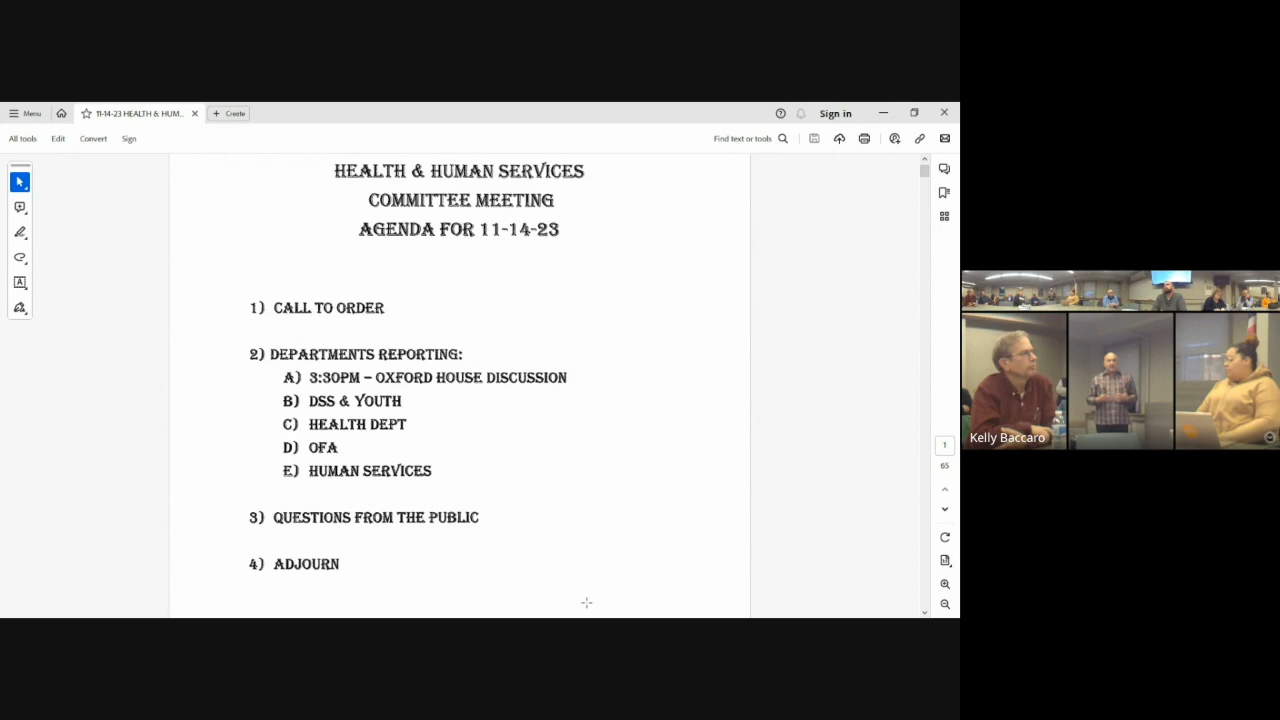 Menu
11-14-23 HEALTH & HUM...
Create
Sign in
All tools
Edit
Convert
Sign
Find text or tools
HEALTH & HUMAN SERVICES
COMMITTEE MEETING
AGENDA FOR 11-14-23
1) CALL TO ORDER
2) DEPARTMENTS REPORTING:
A) 3:30PM – OXFORD HOUSE DISCUSSION
B) DSS & YOUTH
C) HEALTH DEPT
D) OFA
E) HUMAN SERVICES
3) QUESTIONS FROM THE PUBLIC
4) ADJOURN
1
65
Kelly Baccaro